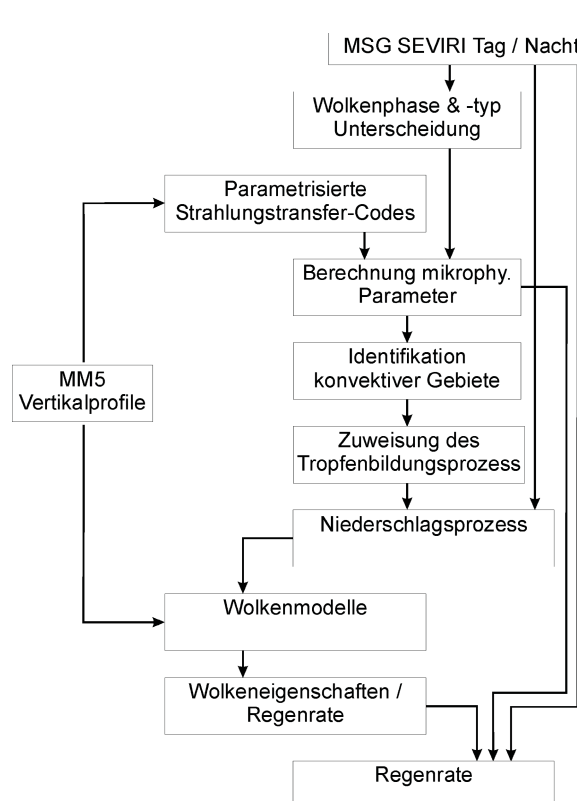 MSG SEVIRI Tag / Nacht
Wolkenphase & -typ
Unterscheidung
Parametrisierte
Strahlungstransfer-Codes
Berechnung mikrophy.
Parameter
Identifikation
konvektiver Gebiete
MM5
Vertikalprofile
Zuweisung des
Tropfenbildungsprozess
Niederschlagsprozess
Wolkenmodelle
Wolkeneigenschaften /
Regenrate
Regenrate